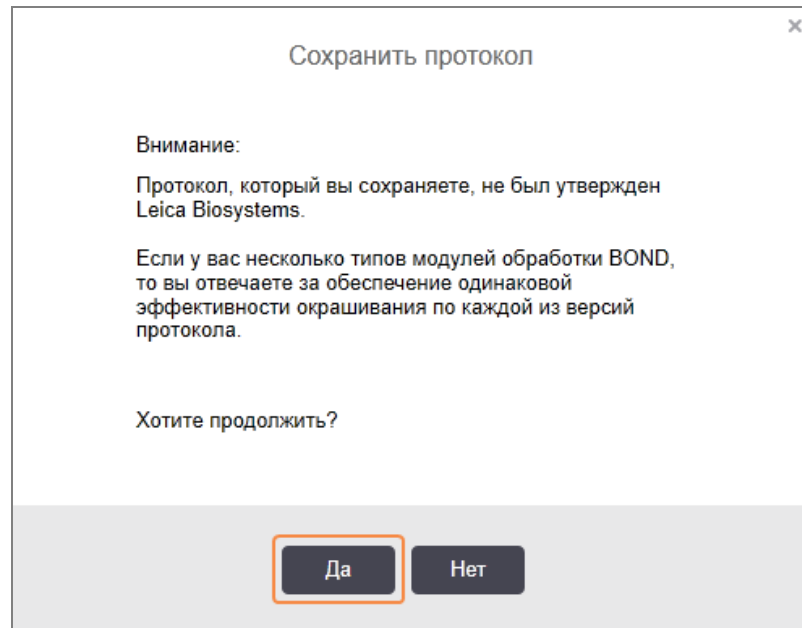 Сохранить протокол
Внимание:
Протокол, который вы сохраняете, не был утвержден
Leica Biosystems.
Если у вас несколько типов модулей обработки BOND,
то вы отвечаете за обеспечение одинаковой
эффективности окрашивания по каждой из версий
протокола.
Хотите продолжить?
Да
Нет